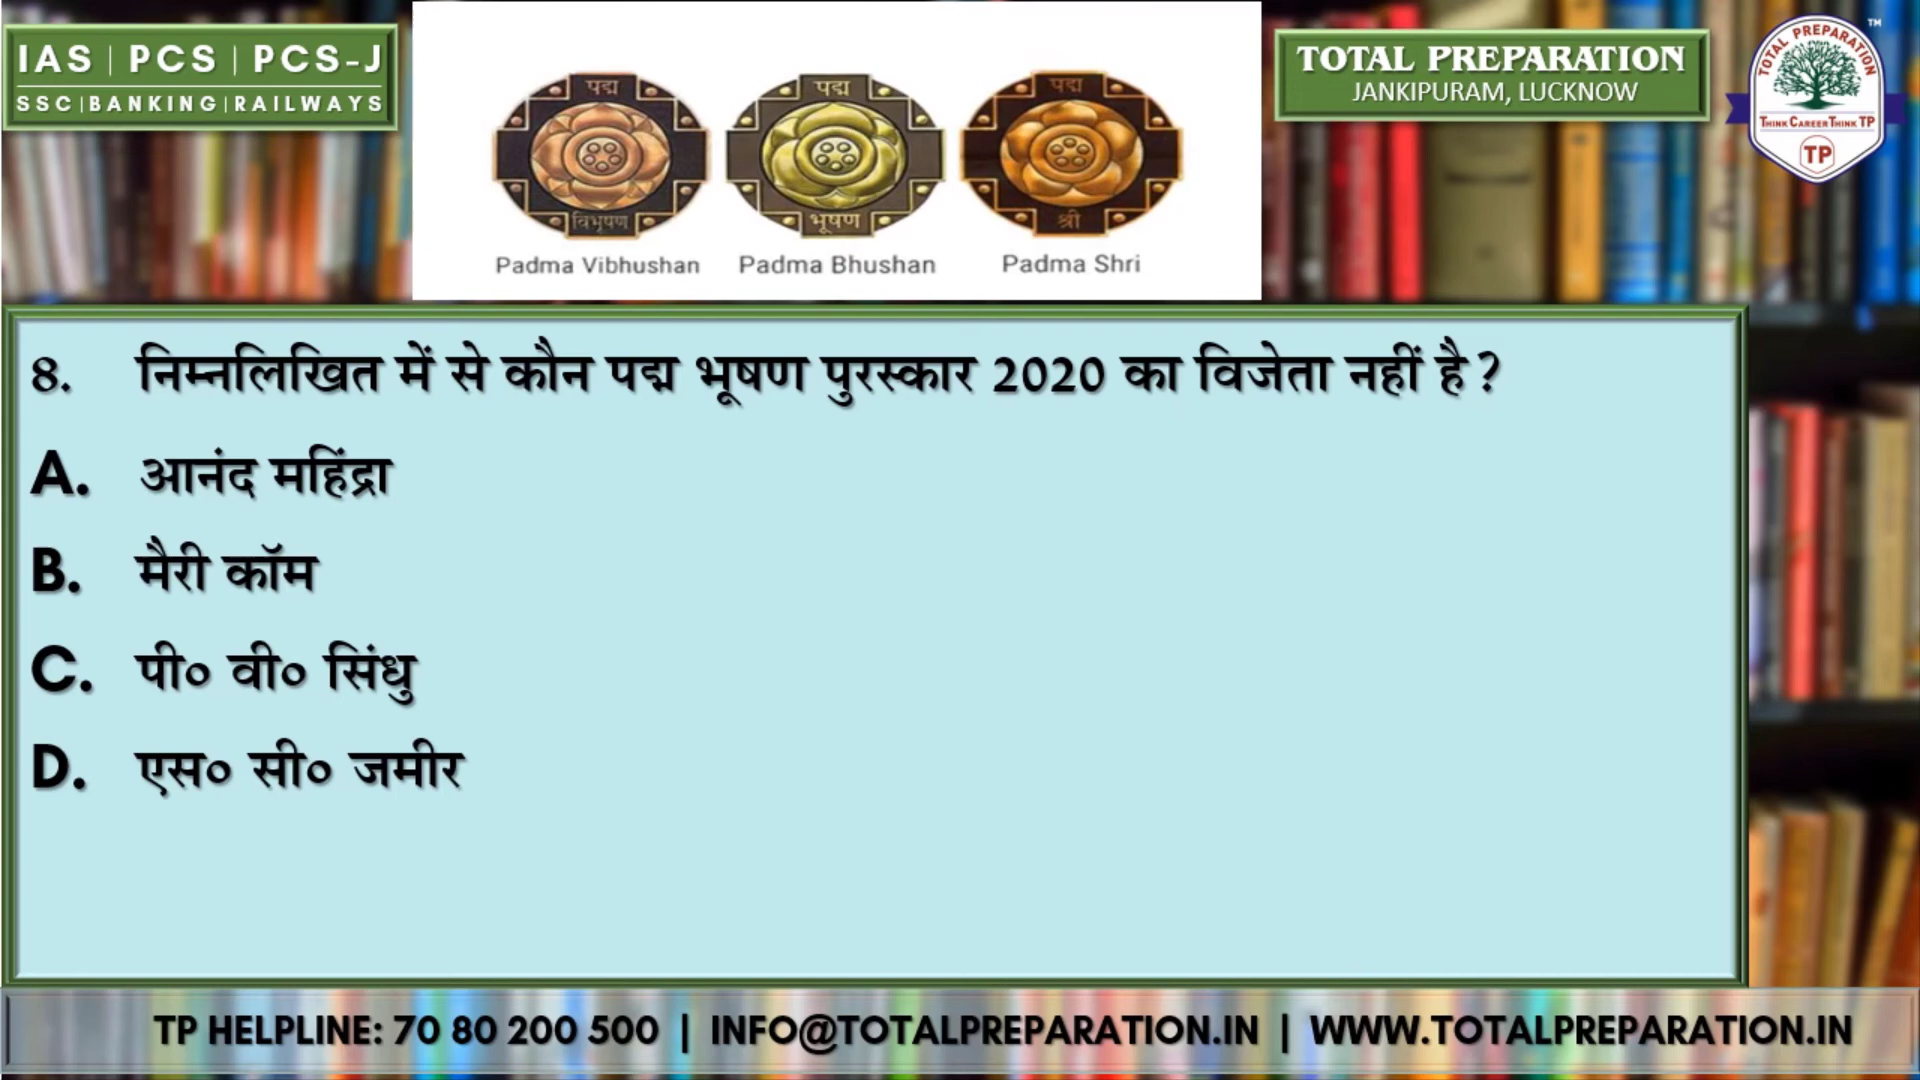 IAS | PCS | PCS-J
SSC|BANKING|RAILWAYS
पद्म
विभूषण
पद्म
भूषण
पद्म
श्री
Padma Vibhushan
Padma Bhushan
Padma Shri
TOTAL PREPARATION
JANKIPURAM, LUCKNOW
TOTAL PREPARATION
TM
THINK CAREER THINK TP
TP
8. निम्नलिखित में से कौन पद्म भूषण पुरस्कार 2020 का विजेता नहीं है ?
A. आनंद महिंद्रा
B. मैरी कॉम
C. पी० वी० सिंधु
D. एस० सी० जमीर
TP HELPLINE: 70 80 200 500 | INFO@TOTALPREPARATION.IN | WWW.TOTALPREPARATION.IN